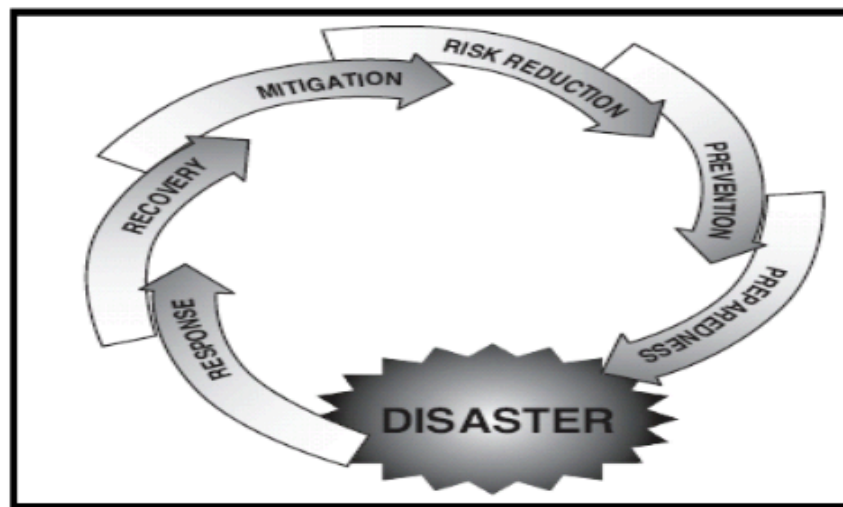 RISK REDUCTION
MITIGATION
PREVENTION
RECOVERY
PREPAREDNESS
RESPONSE
DISASTER